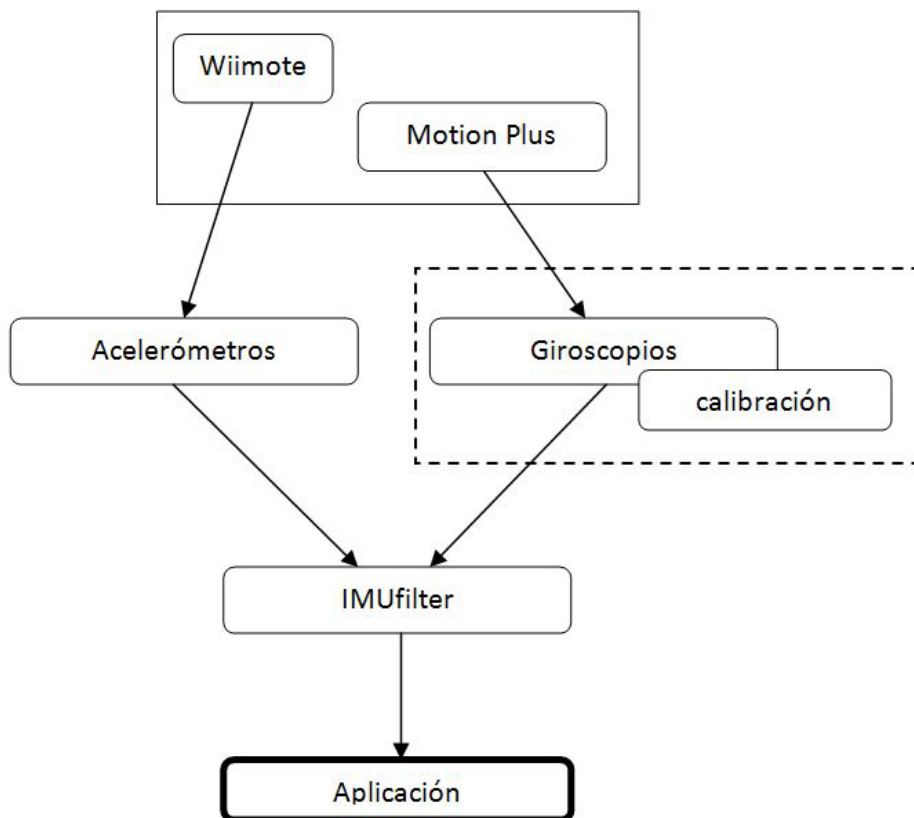 Wiimote
Motion Plus
Acelerómetros
Giroscopios
calibración
IMUfilter
Aplicación